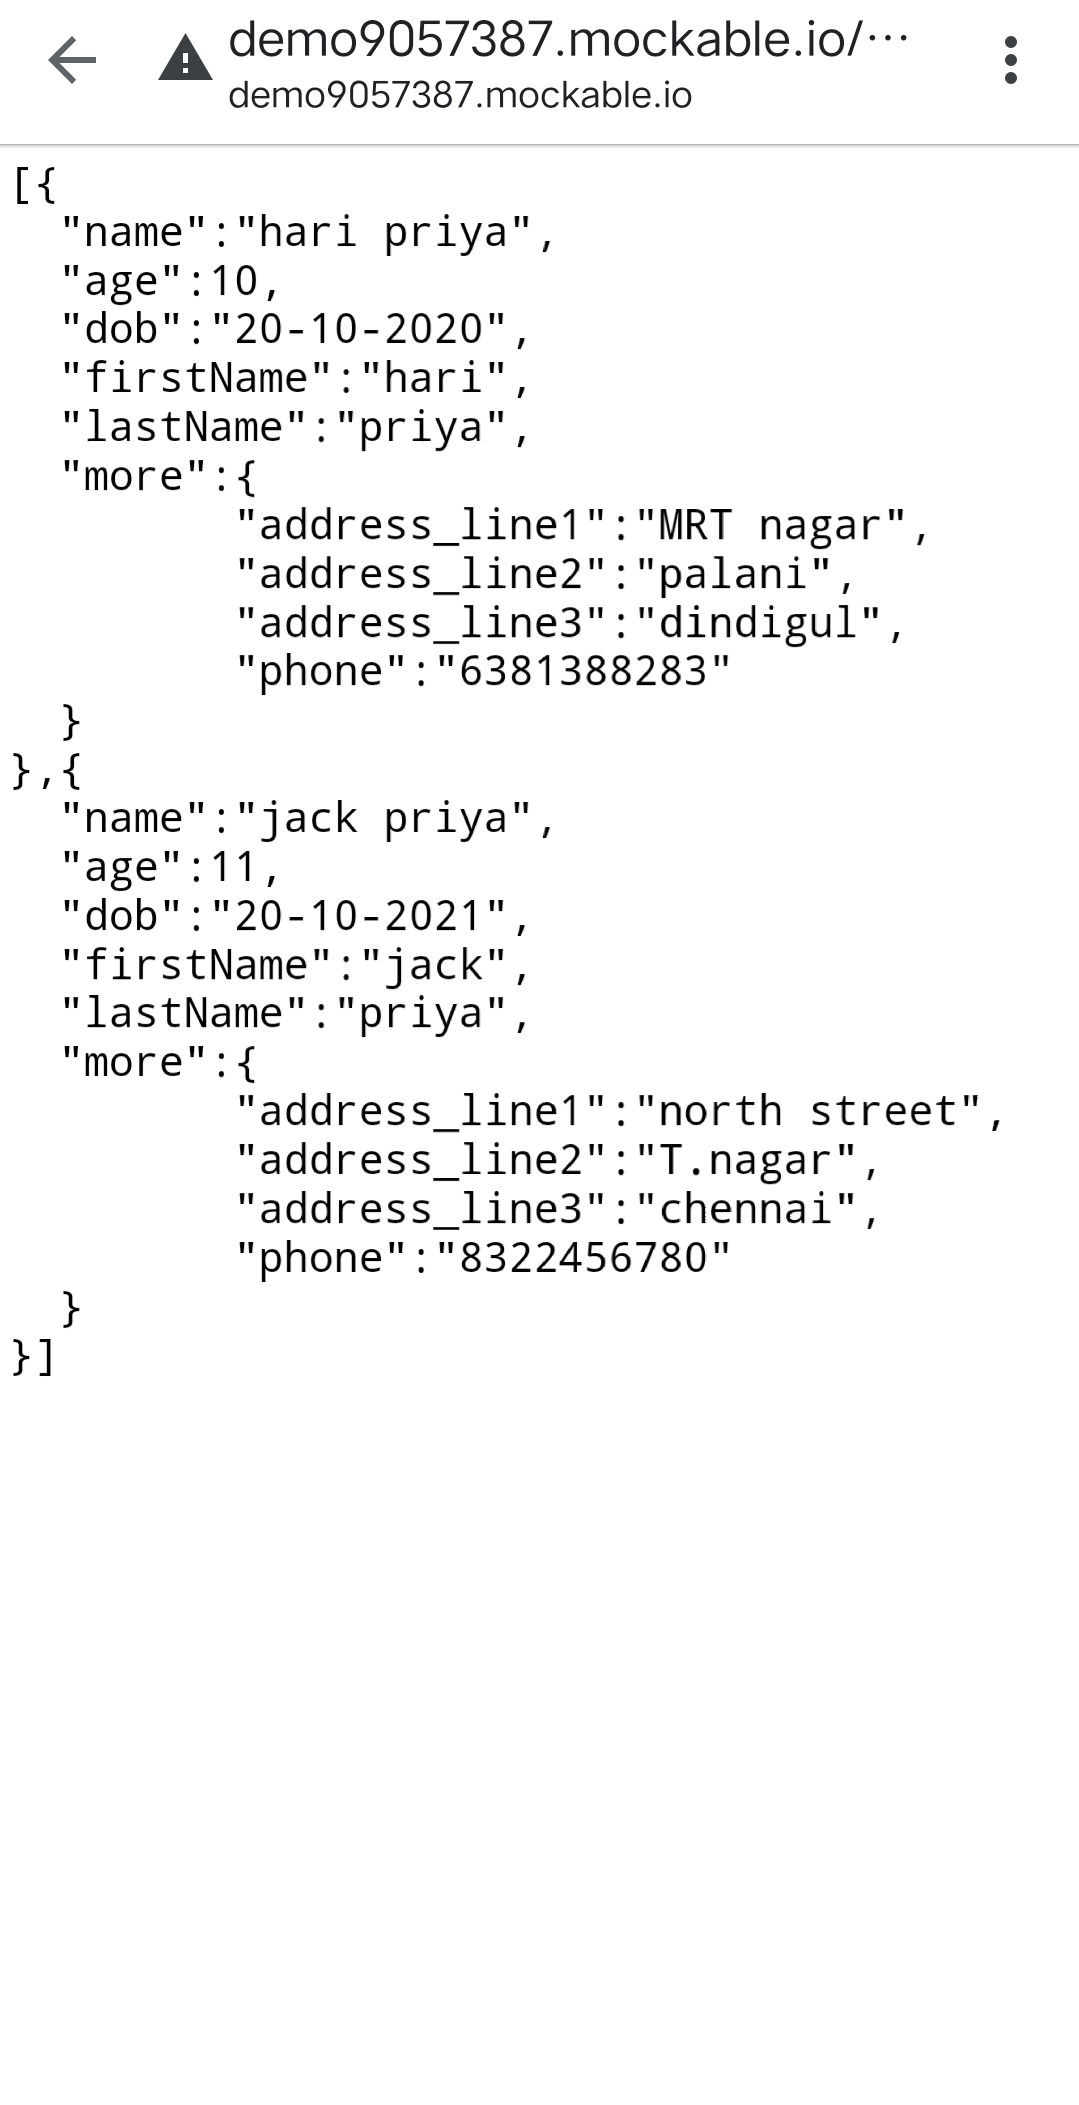 demo9057387.mockable.io/...
demo9057387.mockable.io
[{
  "name":"hari priya",
  "age":10,
  "dob":"20-10-2020",
  "firstName":"hari",
  "lastName":"priya",
  "more":{
         "address_line1":"MRT nagar",
         "address_line2":"palani",
         "address_line3":"dindigul",
         "phone":"6381388283"
  }
},{
  "name":"jack priya",
  "age":11,
  "dob":"20-10-2021",
  "firstName":"jack",
  "lastName":"priya",
  "more":{
         "address_line1":"north street",
         "address_line2":"T.nagar",
         "address_line3":"chennai",
         "phone":"8322456780"
  }
}]